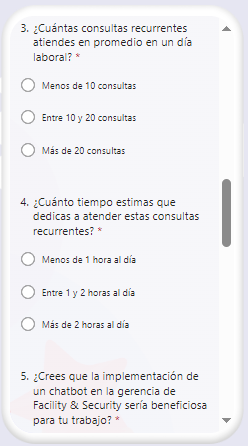 3. ¿Cuántas consultas recurrentes
atiendes en promedio en un día
laboral? *
Menos de 10 consultas
Entre 10 y 20 consultas
Más de 20 consultas
4. ¿Cuánto tiempo estimas que
dedicas a atender estas consultas
recurrentes? *
Menos de 1 hora al día
Entre 1 y 2 horas al día
Más de 2 horas al día
5. ¿Crees que la implementación de
un chatbot en la gerencia de
Facility & Security sería beneficiosa
para tu trabajo? *